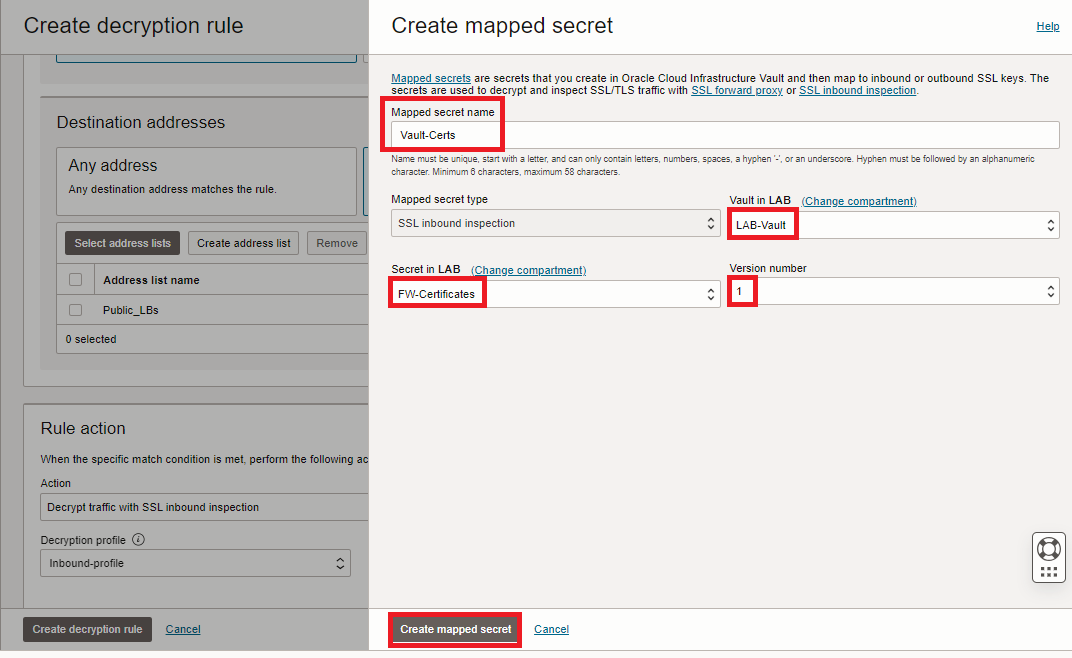 Create decryption rule
Destination addresses
Any address
Any destination address matches the rule.
Select address lists
Create address list
Remove
Address list name
Public_LBs
0 selected
Rule action
When the specific match condition is met, perform the following ac
Action
Decrypt traffic with SSL inbound inspection
Decryption profile
Inbound-profile
Create decryption rule
Cancel
Create mapped secret
Help
Mapped secrets are secrets that you create in Oracle Cloud Infrastructure Vault and then map to inbound or outbound SSL keys. The
secrets are used to decrypt and inspect SSL/TLS traffic with SSL forward proxy or SSL inbound inspection.
Mapped secret name
Vault-Certs
Name must be unique, start with a letter, and can only contain letters, numbers, spaces, a hyphen '-', or an underscore. Hyphen must be followed by an alphanumeric
character. Minimum 6 characters, maximum 58 characters.
Mapped secret type
SSL inbound inspection
Vault in LAB (Change compartment)
LAB-Vault
Secret in LAB (Change compartment)
FW-Certificates
Version number
1
Create mapped secret
Cancel